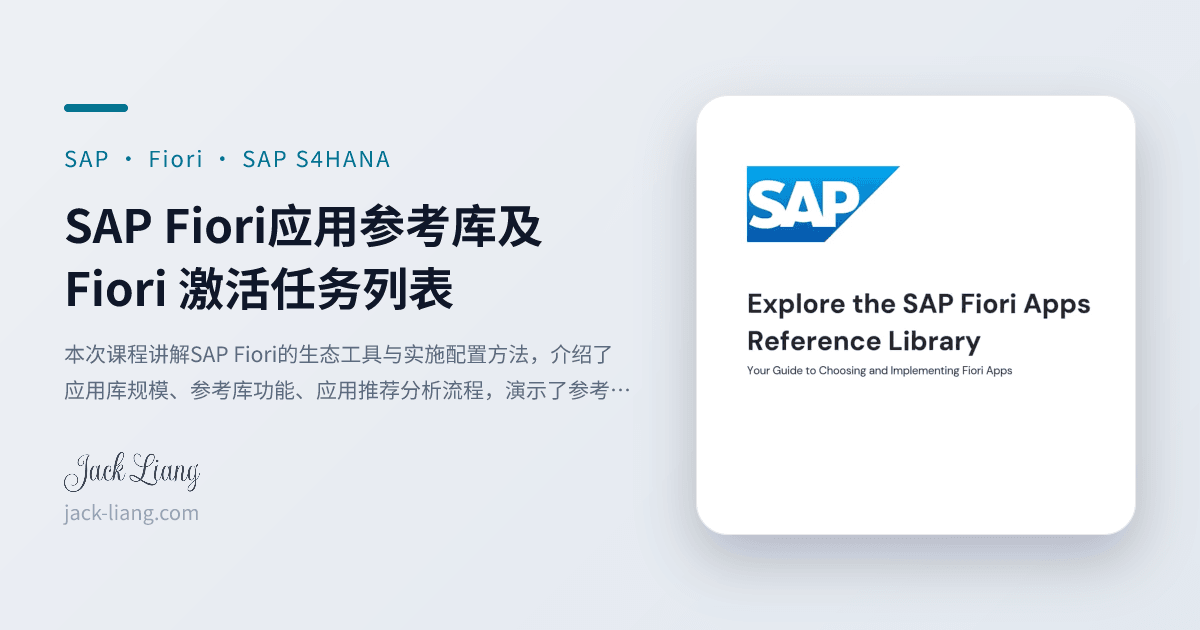 SAP • Fiori • SAP S4HANA
SAP Fiori应用参考库及
Fiori 激活任务列表
本次课程讲解SAP Fiori的生态工具与实施配置方法，介绍了
应用库规模、参考库功能、应用推荐分析流程，演示了参考…
Jack Liang
jack-liang.com
SAP
Explore the SAP Fiori Apps
Reference Library
Your Guide to Choosing and Implementing Fiori Apps